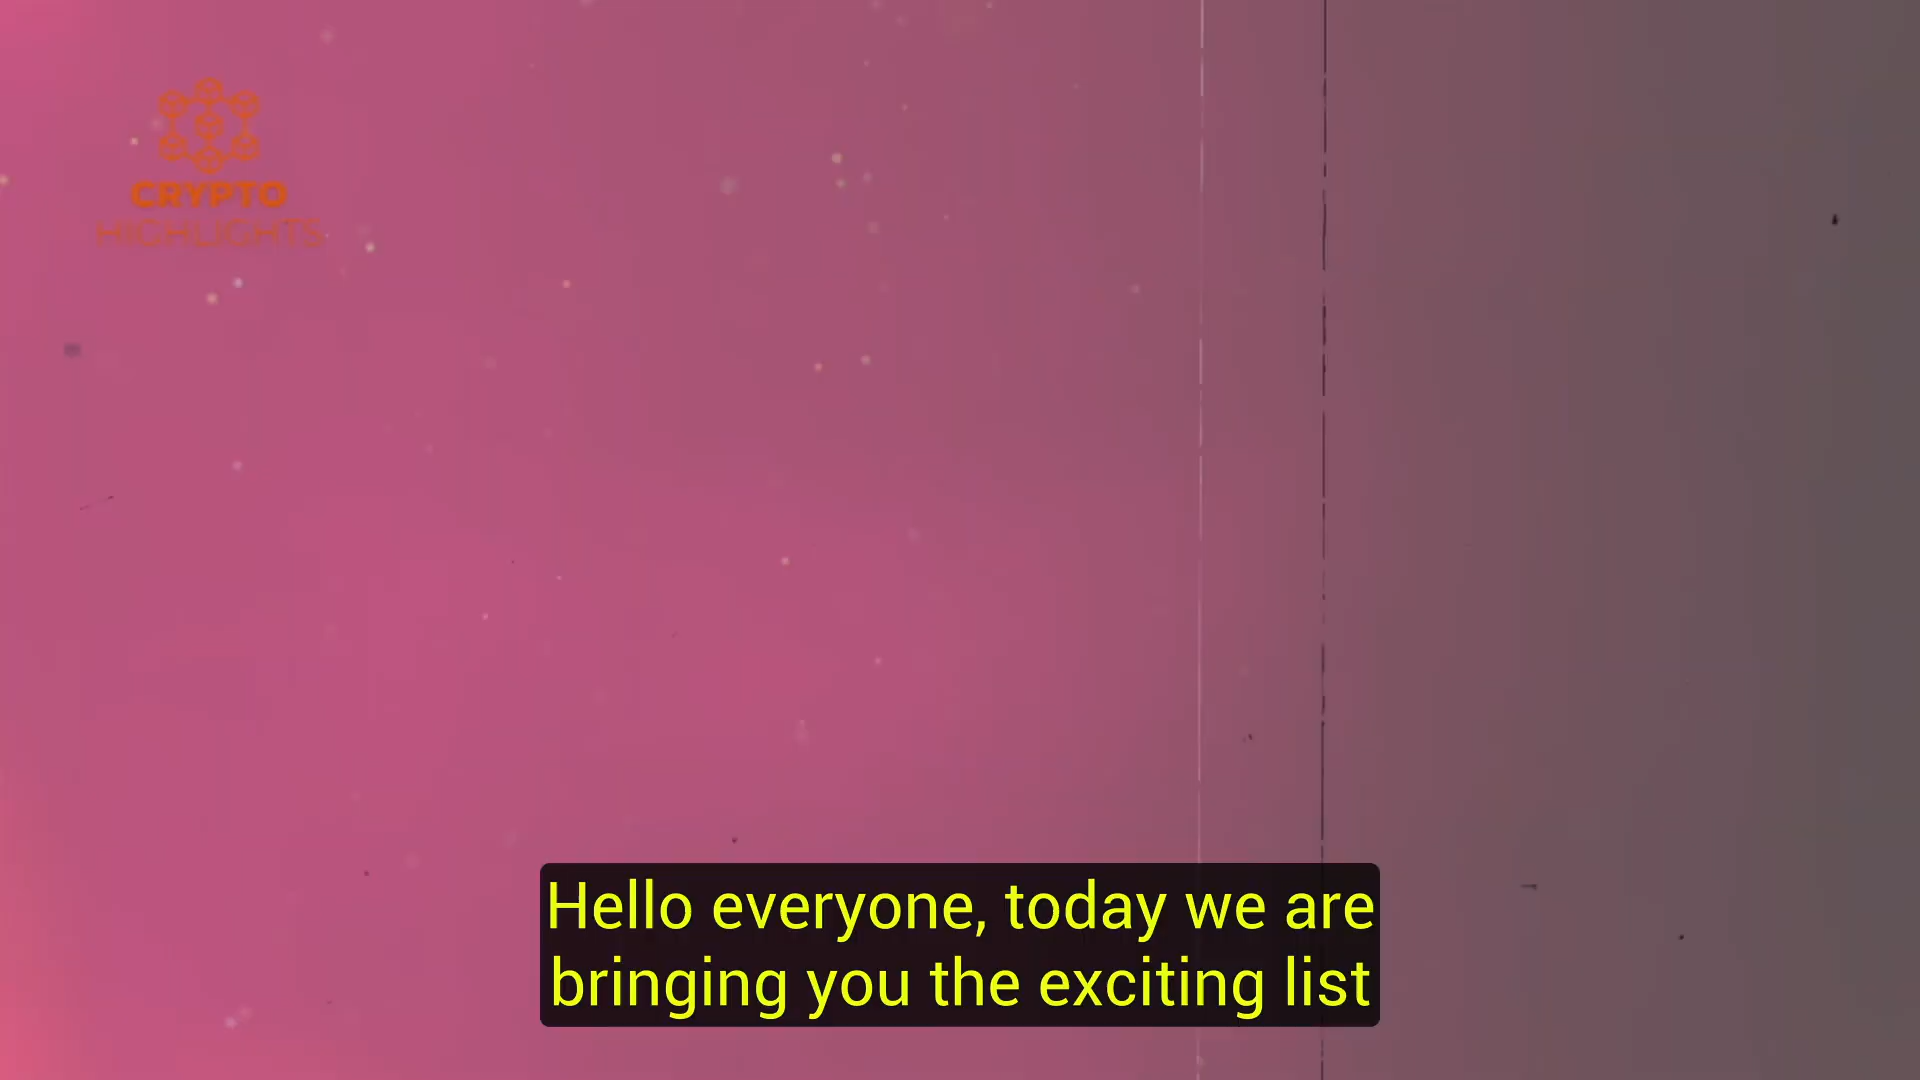 CRYPTO
HIGHLIGHTS
Hello everyone, today we are
bringing you the exciting list